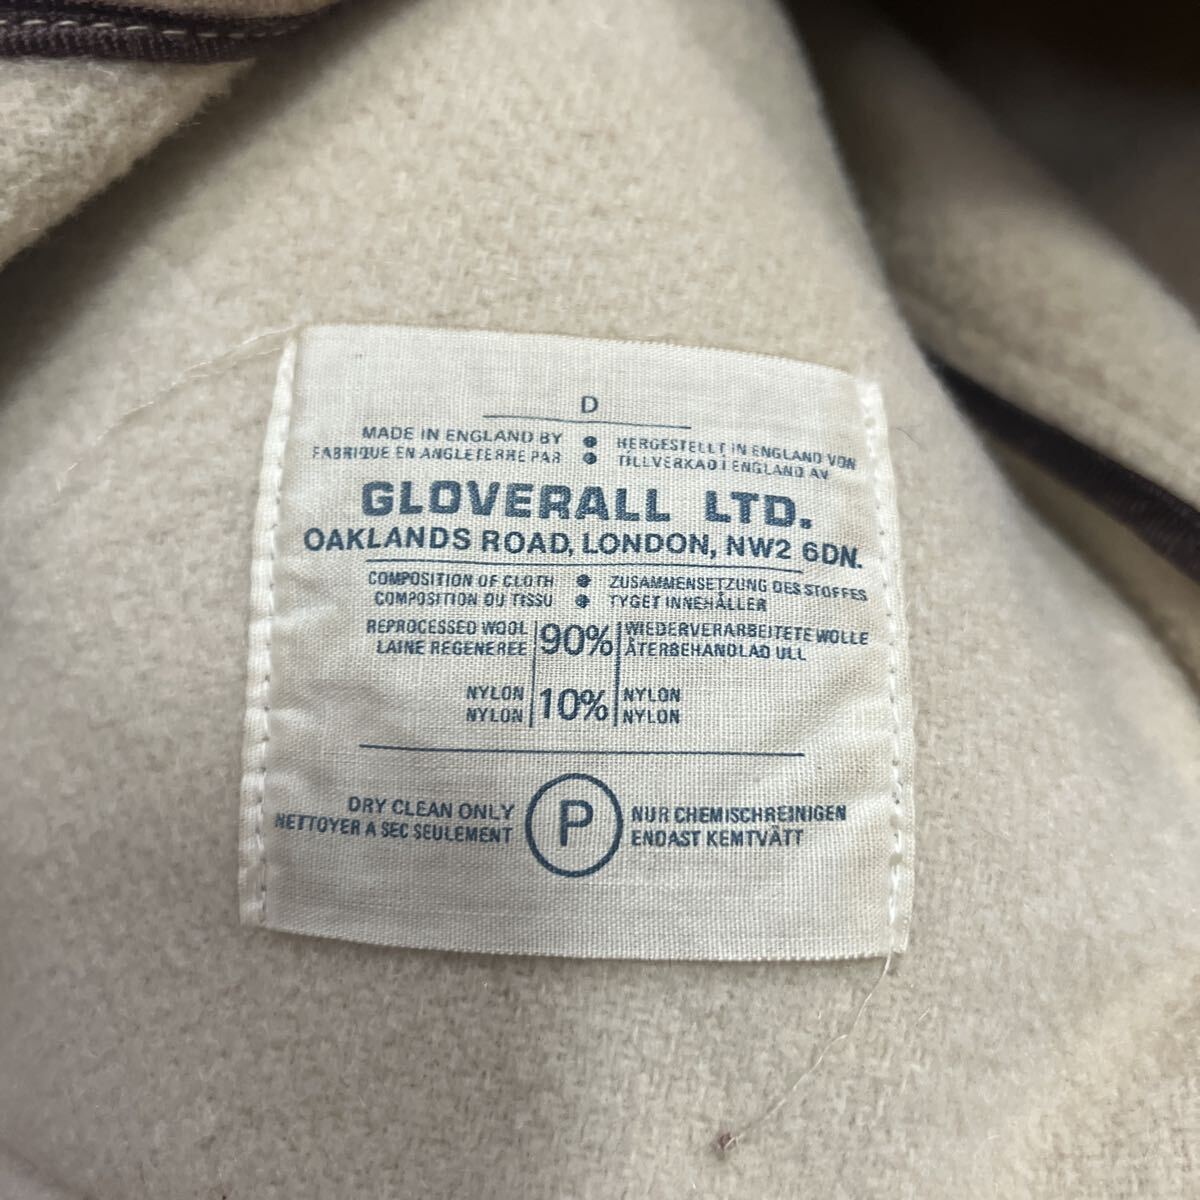 D
MADE IN ENGLAND BY ● HERGESTELLT IN ENGLAND VON
FABRIQUE EN ANGLETERRE PAR ● TILLVERKAD I ENGLAND AV
GLOVERALL LTD.
OAKLANDS ROAD, LONDON, NW2 6DN.
COMPOSITION OF CLOTH ● ZUSAMMENSETZUNG DES STOFFES
COMPOSITION DU TISSU ● TYGET INNEHÅLLER
REPROCESSED WOOL 90% WIEDERVERARBEITETE WOLLE
LAINE REGENEREE ÅTERBEHANDLAD ULL
NYLON 10% NYLON
NYLON NYLON
DRY CLEAN ONLY P NUR CHEMISCHREINIGEN
NETTOYER A SEC SEULEMENT ENDAST KEMTVÄTT